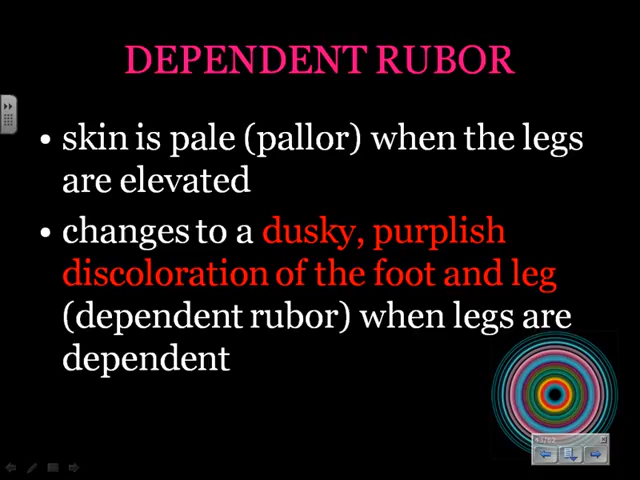 DEPENDENT RUBOR
• skin is pale (pallor) when the legs
are elevated
• changes to a dusky, purplish
discoloration of the foot and leg
(dependent rubor) when legs are
dependent